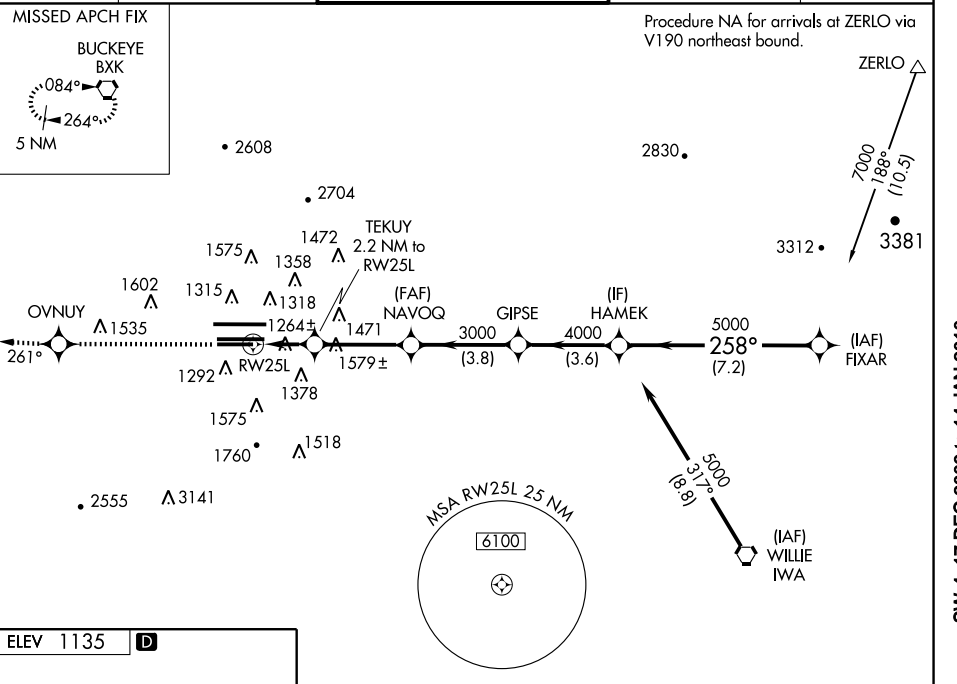 MISSED APCH FIX
BUCKEYE
BXK
084°
264°
5 NM
Procedure NA for arrivals at ZERLO via
V190 northeast bound.
ZERLO
7000
188°
(10.5)
2608
2830
2704
3381
3312
TEKUY
2.2 NM to
RW25L
1472
1575
1358
1602
1315
1318
(FAF)
NAVOQ
GIPSE
(IF)
HAMEK
OVNUY
1535
1264±
1471
3000
(3.8)
4000
(3.6)
5000
258°
(7.2)
(IAF)
FIXAR
261°
RW25L
1579±
1292
1378
1575
1518
1760
5000
317°
(8.8)
2555
3141
MSA RW25L 25 NM
6100
(IAF)
WILLIE
IWA
ELEV 1135 D